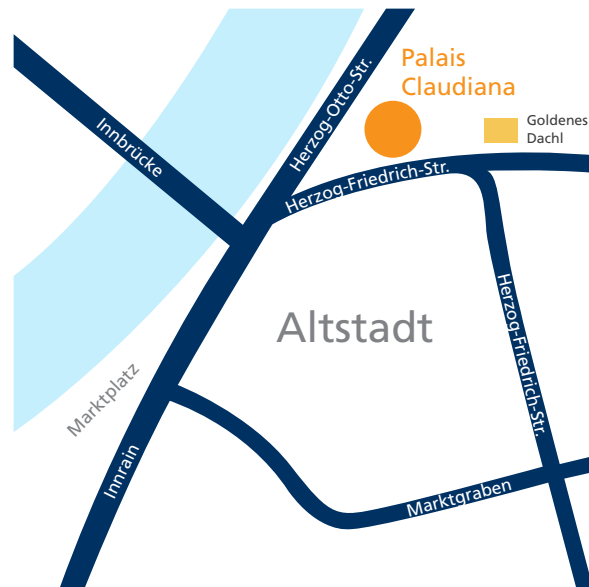 Palais
Claudiana
Goldenes
Dachl
Herzog-Otto-Str.
Innbrücke
Herzog-Friedrich-Str.
Altstadt
Herzog-Friedrich-Str.
Marktplatz
Innrain
Marktgraben